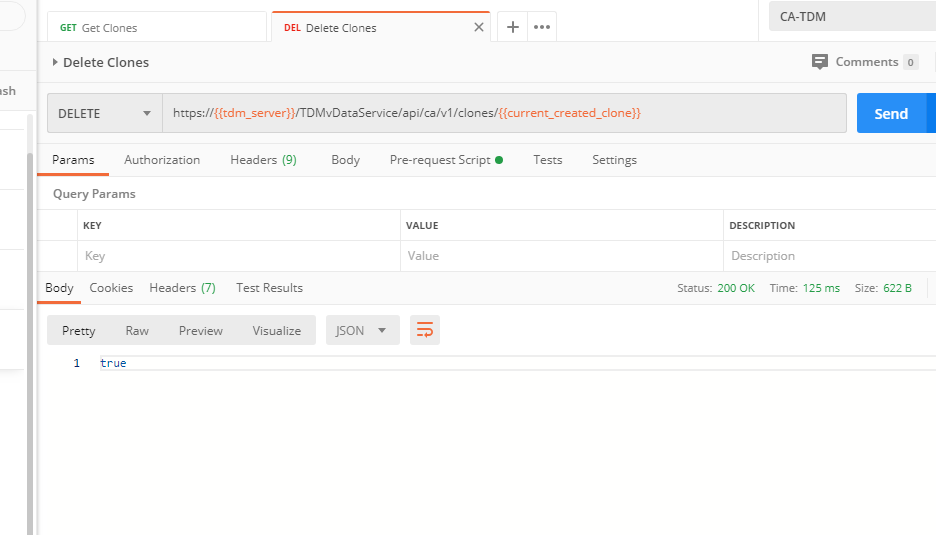 GET Get Clones DEL Delete Clones CA-TDM
Delete Clones Comments 0
ash
DELETE https://{{tdm_server}}/TDMvDataService/api/ca/v1/clones/{{current_created_clone}} Send
Params Authorization Headers (9) Body Pre-request Script Tests Settings
Query Params
KEY VALUE DESCRIPTION
Key Value Description
Body Cookies Headers (7) Test Results Status: 200 OK Time: 125 ms Size: 622 B
Pretty Raw Preview Visualize JSON
1 true